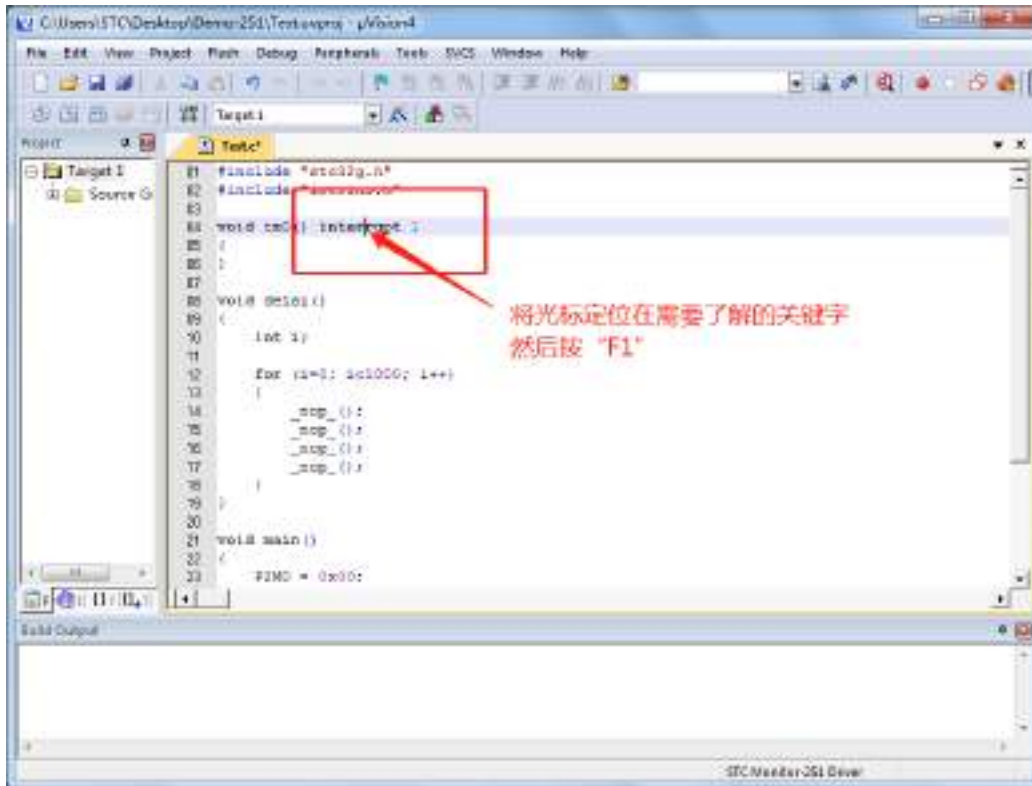 C:\Users\STC\Desktop\Demo-251\Test.uvproj - µVision4
File Edit View Project Flash Debug Peripherals Tools SVCS Window Help
Target 1
Project
Test.c*
Target 1
Source G
01 #include "stc32g.h"
02 #include
03
04 void tm0() interrupt 1
05 {
06 }
07
08 void delay()
09 {
10 int i;
11
12 for (i=0; i<1000; i++)
13 {
14 _nop_();
15 _nop_();
16 _nop_();
17 _nop_();
18 }
19 }
20
21 void main()
22 {
23 P2M0 = 0x00;
将光标定位在需要了解的关键字
然后按“F1”
Build Output
STC Monitor-251 Driver